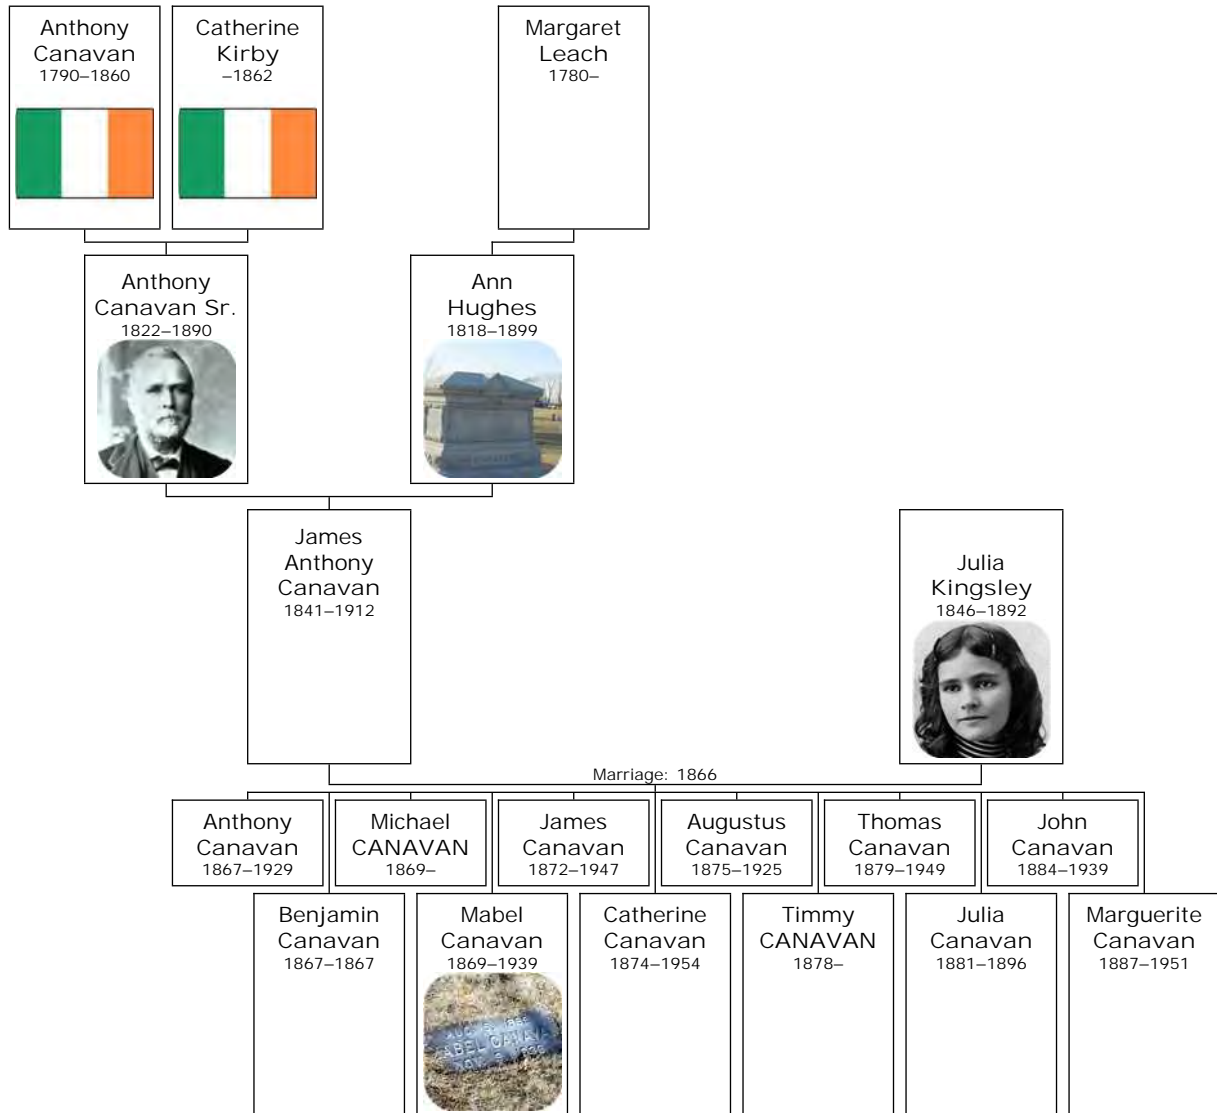 Anthony
Canavan
1790–1860
Catherine
Kirby
–1862
Margaret
Leach
1780–
Anthony
Canavan Sr.
1822–1890
Ann
Hughes
1818–1899
James
Anthony
Canavan
1841–1912
Julia
Kingsley
1846–1892
Marriage: 1866
Anthony
Canavan
1867–1929
Michael
CANAVAN
1869–
James
Canavan
1872–1947
Augustus
Canavan
1875–1925
Thomas
Canavan
1879–1949
John
Canavan
1884–1939
Benjamin
Canavan
1867–1867
Mabel
Canavan
1869–1939
ABEL CANAVA
Catherine
Canavan
1874–1954
Timmy
CANAVAN
1878–
Julia
Canavan
1881–1896
Marguerite
Canavan
1887–1951